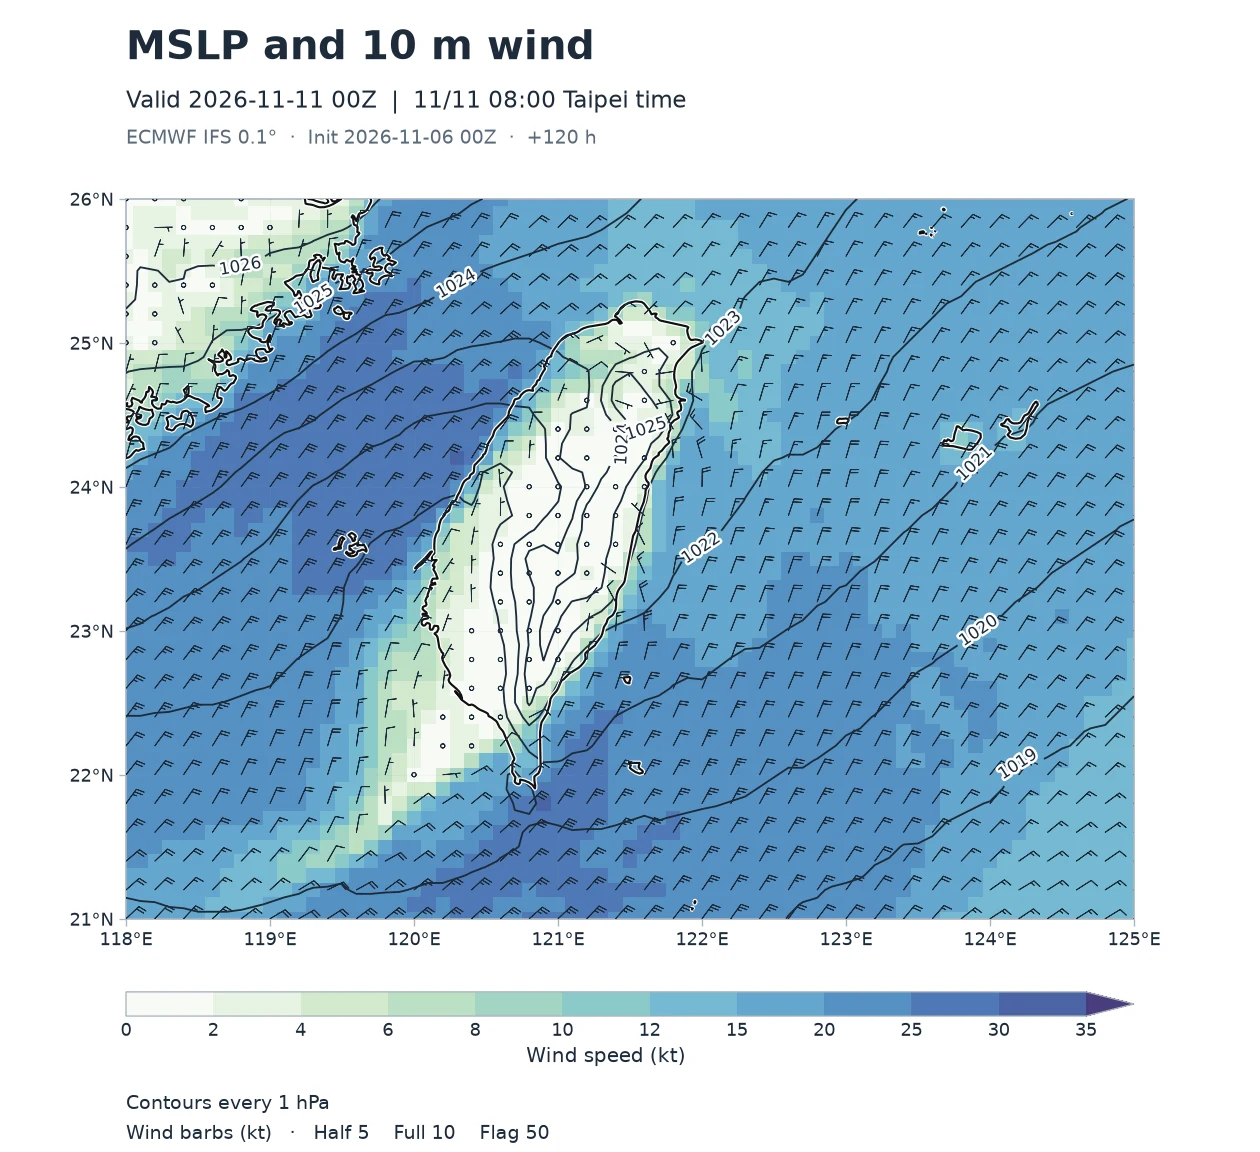 MSLP and 10 m wind
Valid 2026-11-11 00Z | 11/11 08:00 Taipei time
ECMWF IFS 0.1° · Init 2026-11-06 00Z · +120 h
26°N
1026
1024
1025
1023
25°N
1025
1024
1021
24°N
1022
23°N
1020
22°N
1019
21°N
118°E 119°E 120°E 121°E 122°E 123°E 124°E 125°E
0 2 4 6 8 10 12 15 20 25 30 35
Wind speed (kt)
Contours every 1 hPa
Wind barbs (kt) · Half 5 Full 10 Flag 50